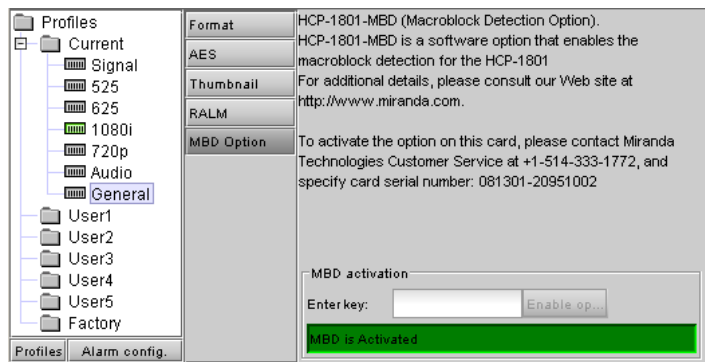 Profiles
Current
Signal
525
625
1080i
720p
Audio
General
User1
User2
User3
User4
User5
Factory
Profiles
Alarm config.
Format
AES
Thumbnail
RALM
MBD Option
HCP-1801-MBD (Macroblock Detection Option).
HCP-1801-MBD is a software option that enables the
macroblock detection for the HCP-1801
For additional details, please consult our Web site at
http://www.miranda.com.
To activate the option on this card, please contact Miranda
Technologies Customer Service at +1-514-333-1772, and
specify card serial number: 081301-20951002
MBD activation
Enter key:
Enable op...
MBD is Activated